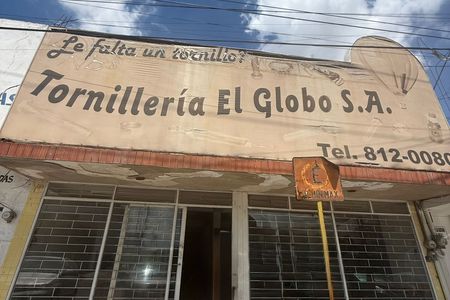 Le falta un tornillo?
Tornillería El Globo S.A.
Tel. 812-0080
E